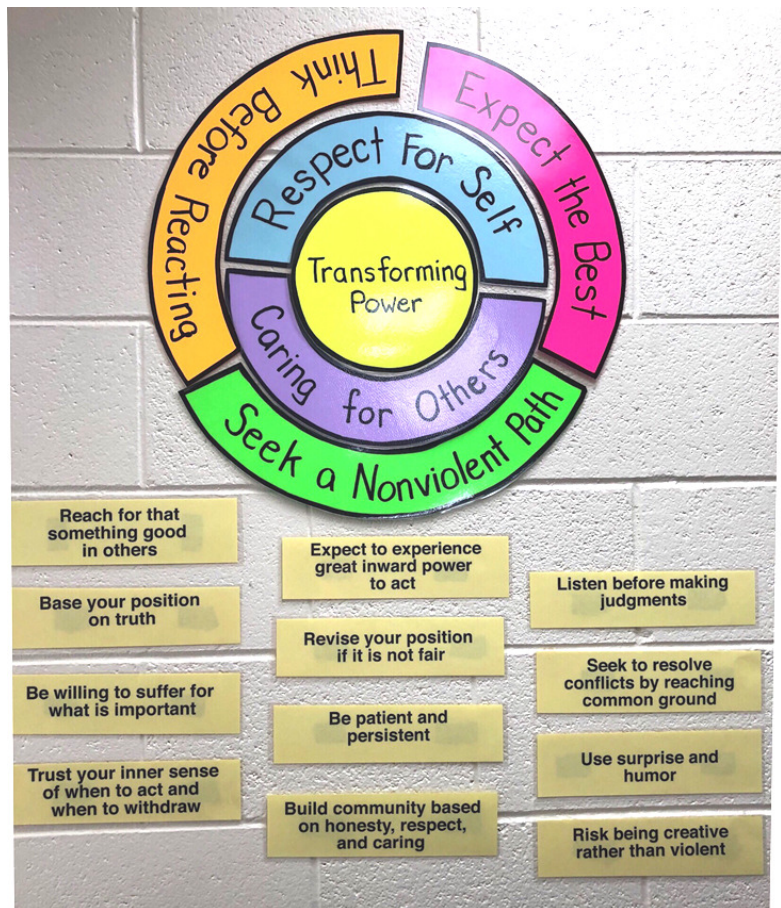 Think Before Reacting
Expect the Best
Respect For Self
Transforming
Power
Caring for Others
Seek a Nonviolent Path
Reach for that
something good
in others
Base your position
on truth
Be willing to suffer for
what is important
Trust your inner sense
of when to act and
when to withdraw
Expect to experience
great inward power
to act
Revise your position
if it is not fair
Be patient and
persistent
Build community based
on honesty, respect,
and caring
Listen before making
judgments
Seek to resolve
conflicts by reaching
common ground
Use surprise and
humor
Risk being creative
rather than violent